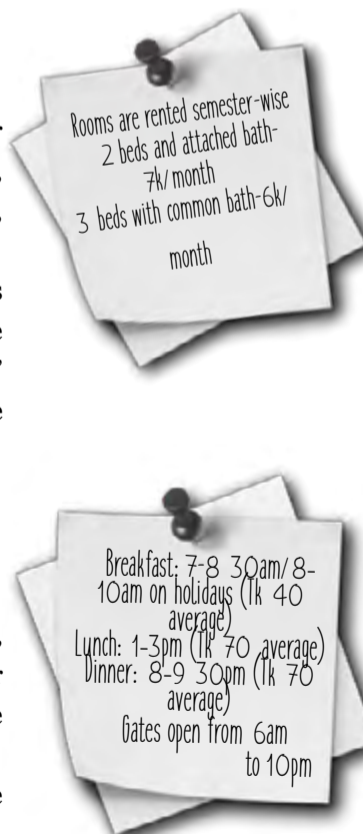 Rooms are rented semester-wise
2 beds and attached bath-
7k/month
3 beds with common bath-6k/
month
Breakfast: 7-8 30am/ 8-
10am on holidays (Tk 40
average)
Lunch: 1-3pm (Tk 70 average)
Dinner: 8-9 30pm (Tk 70
average)
Gates open from 6am
to 10pm